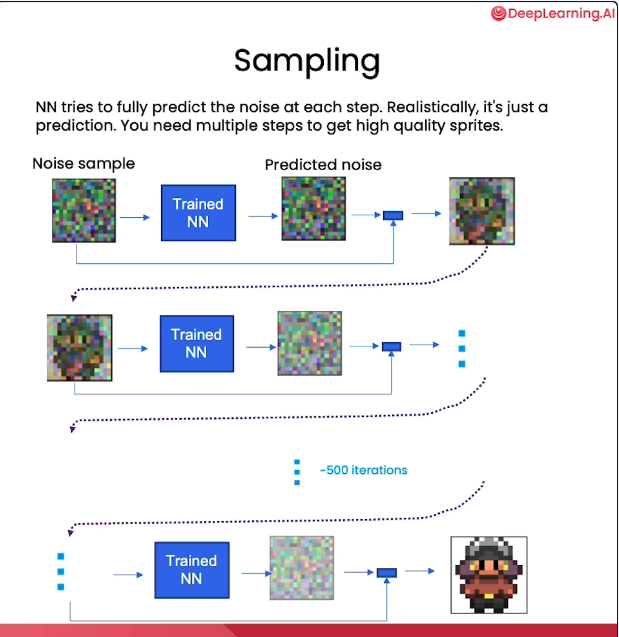 DeepLearning.AI
Sampling
NN tries to fully predict the noise at each step. Realistically, it's just a
prediction. You need multiple steps to get high quality sprites.
Noise sample
Predicted noise
Trained
NN
Trained
NN
~500 iterations
Trained
NN